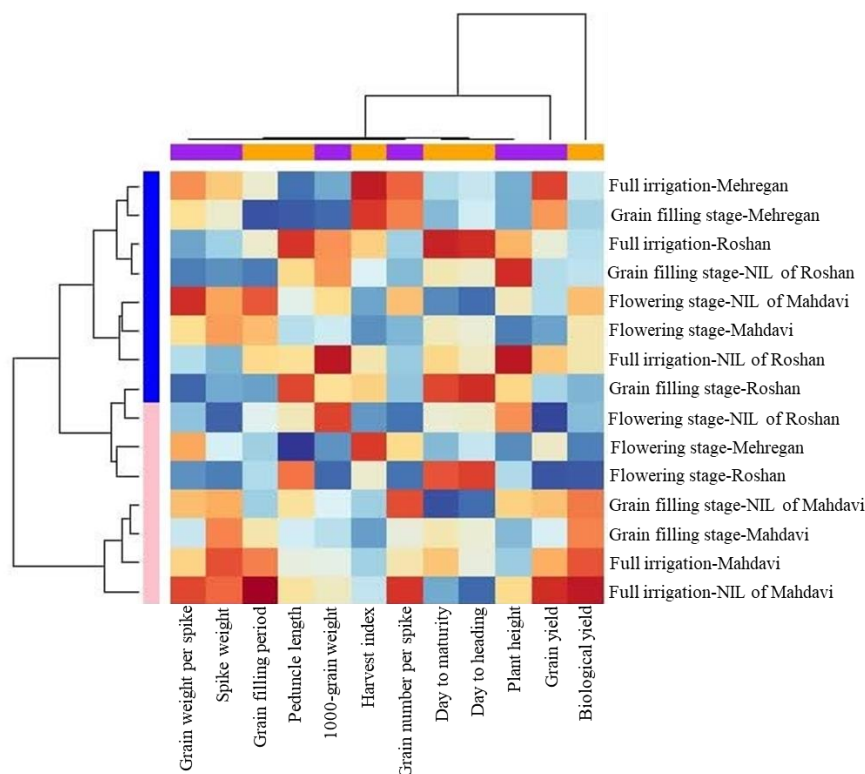 Full irrigation-Mehregan
Grain filling stage-Mehregan
Full irrigation-Roshan
Grain filling stage-NIL of Roshan
Flowering stage-NIL of Mahdavi
Flowering stage-Mahdavi
Full irrigation-NIL of Roshan
Grain filling stage-Roshan
Flowering stage-NIL of Roshan
Flowering stage-Mehregan
Flowering stage-Roshan
Grain filling stage-NIL of Mahdavi
Grain filling stage-Mahdavi
Full irrigation-Mahdavi
Full irrigation-NIL of Mahdavi
Grain weight per spike
Spike weight
Grain filling period
Peduncle length
1000-grain weight
Harvest index
Grain number per spike
Day to maturity
Day to heading
Plant height
Grain yield
Biological yield